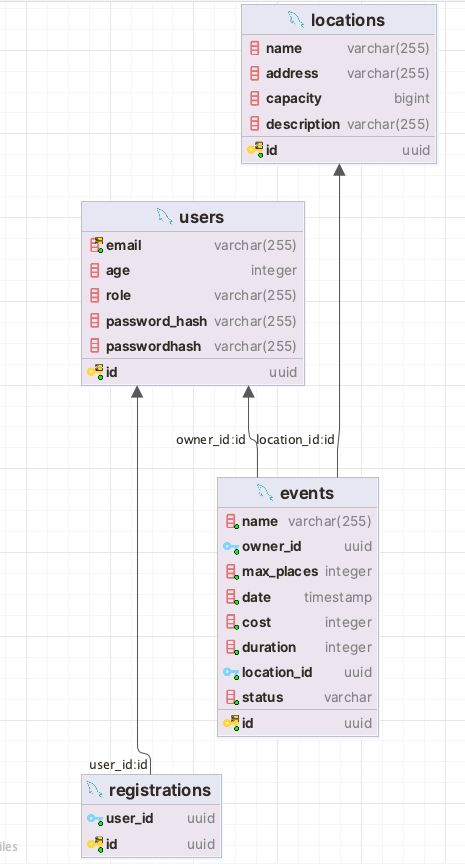 locations
name varchar(255)
address varchar(255)
capacity bigint
description varchar(255)
id uuid
users
email varchar(255)
age integer
role varchar(255)
password_hash varchar(255)
passwordhash varchar(255)
id uuid
owner_id:id
location_id:id
events
name varchar(255)
owner_id uuid
max_places integer
date timestamp
cost integer
duration integer
location_id uuid
status varchar
id uuid
user_id:id
registrations
user_id uuid
id uuid
iles